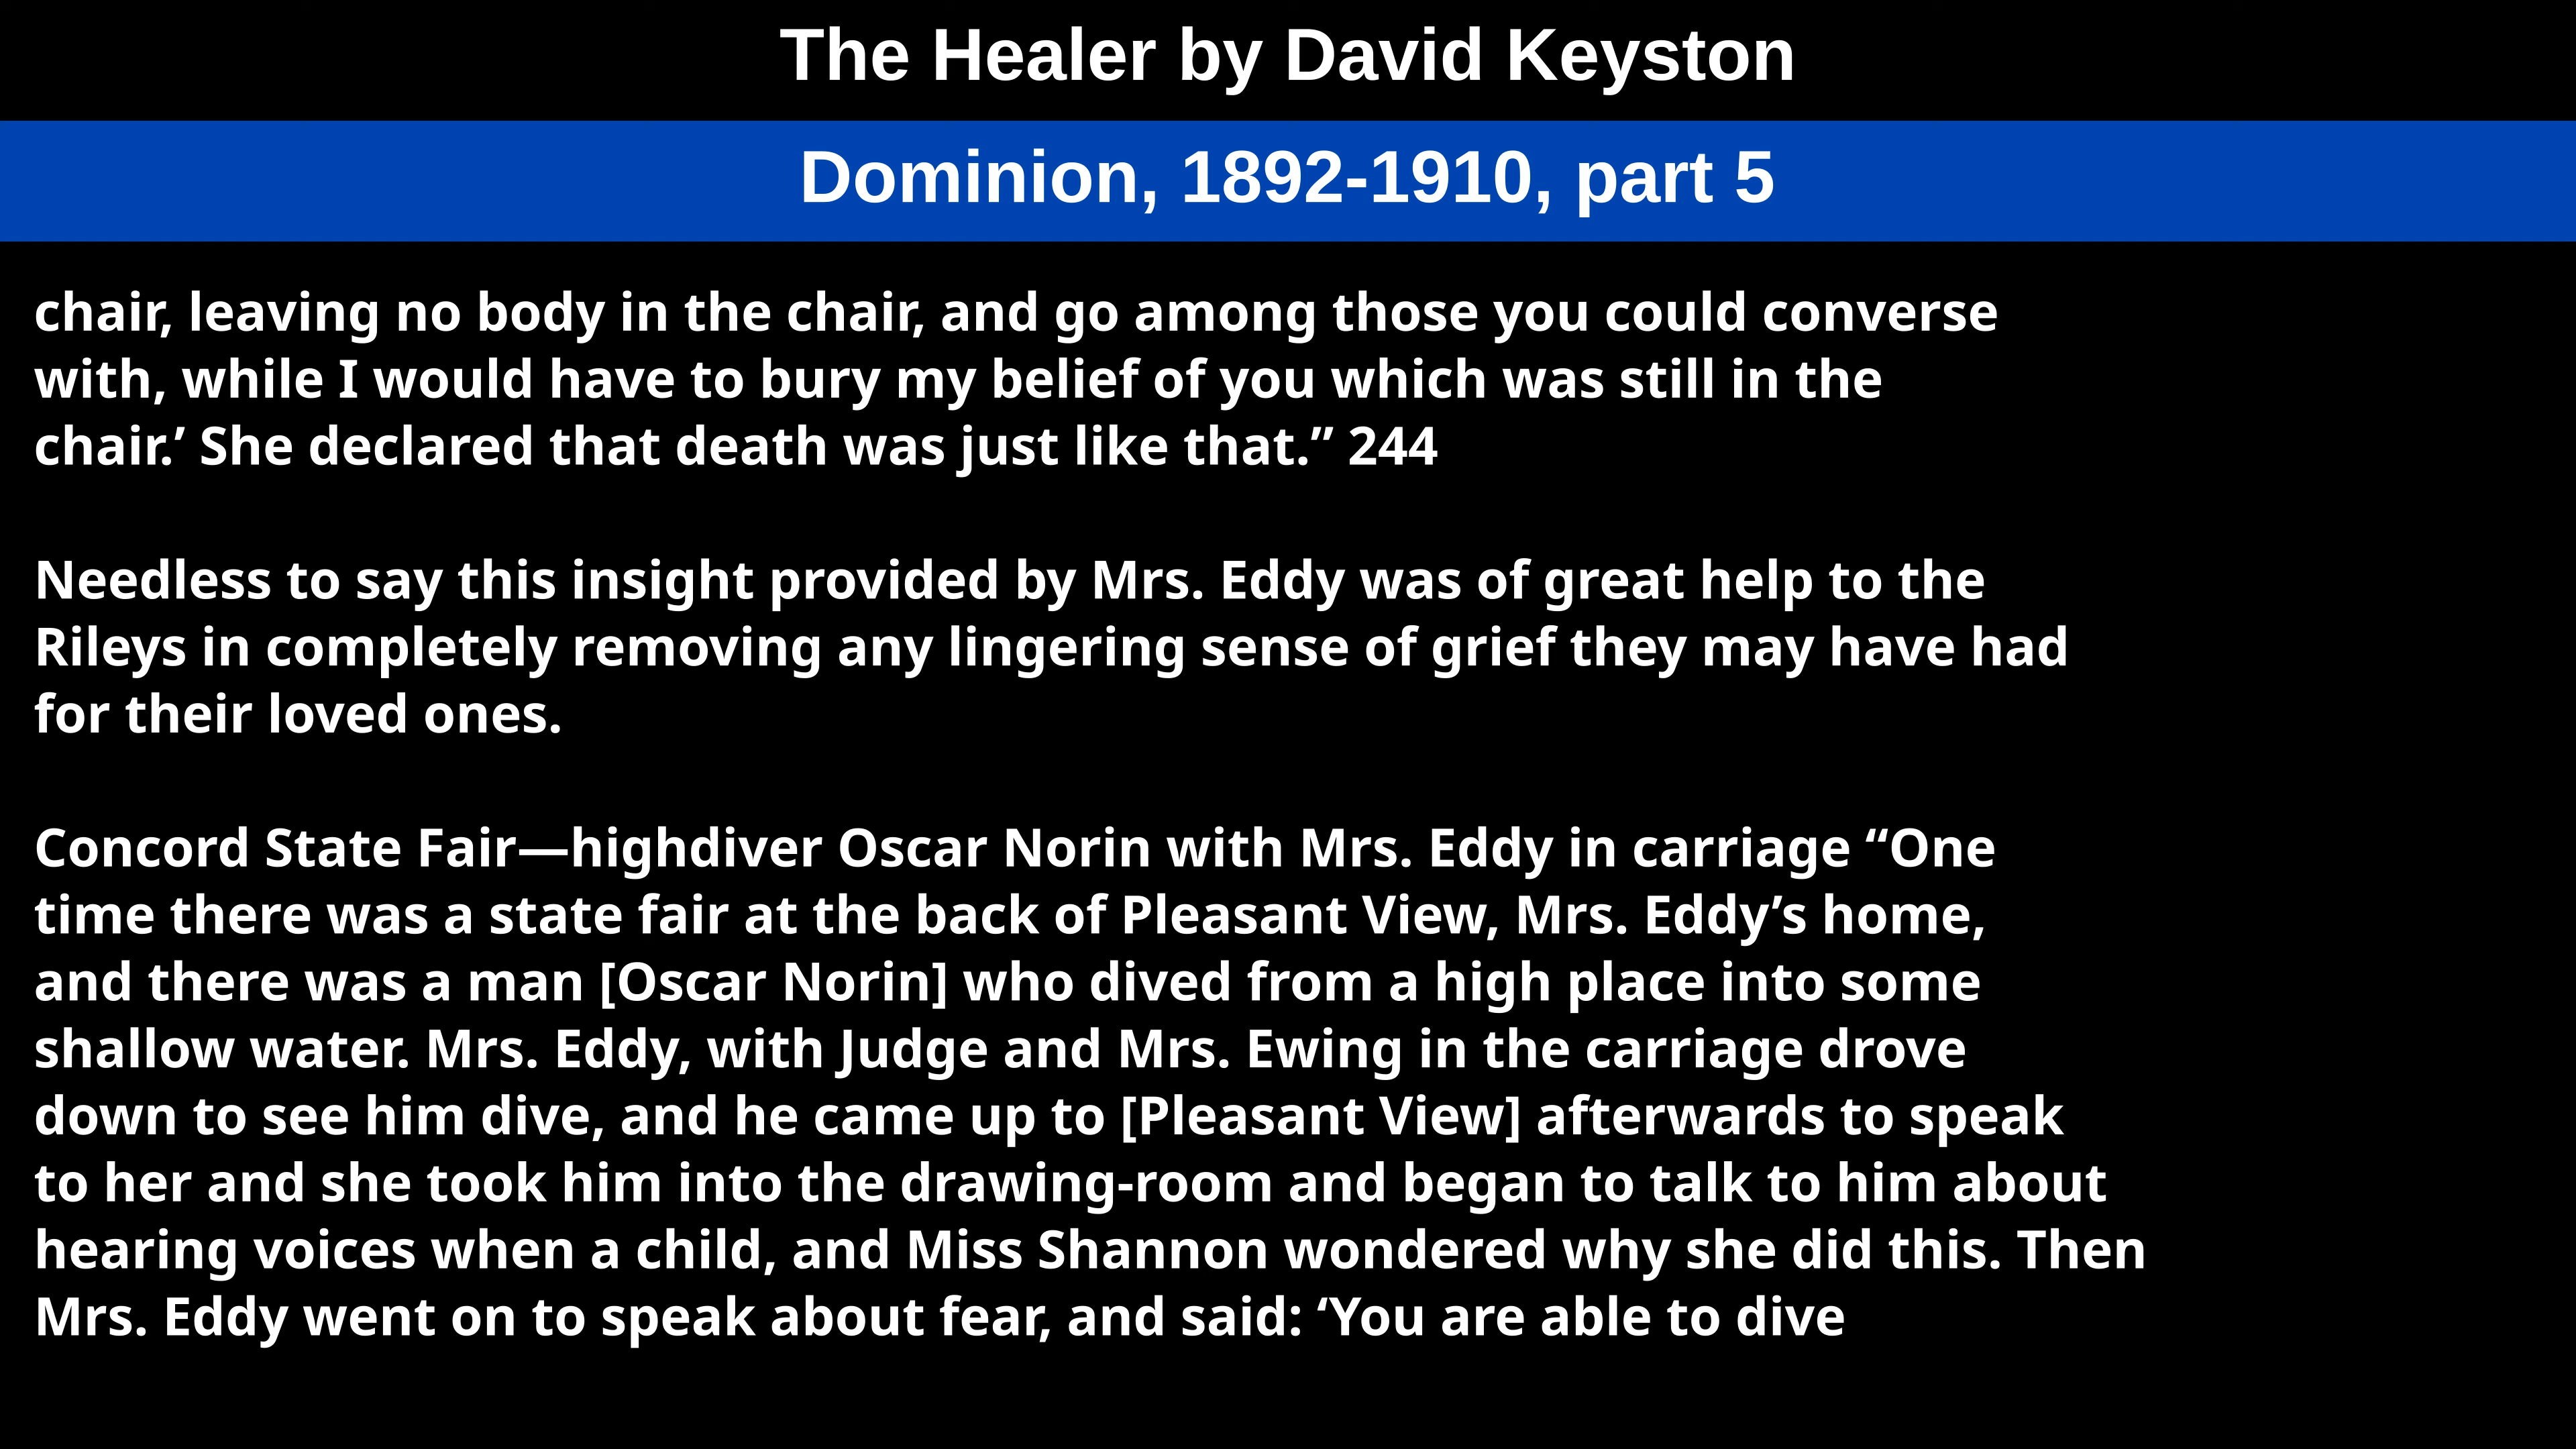 The Healer by David Keyston
Dominion, 1892-1910, part 5
chair, leaving no body in the chair, and go among those you could converse
with, while I would have to bury my belief of you which was still in the
chair.’ She declared that death was just like that.” 244
Needless to say this insight provided by Mrs. Eddy was of great help to the
Rileys in completely removing any lingering sense of grief they may have had
for their loved ones.
Concord State Fair—highdiver Oscar Norin with Mrs. Eddy in carriage “One
time there was a state fair at the back of Pleasant View, Mrs. Eddy’s home,
and there was a man [Oscar Norin] who dived from a high place into some
shallow water. Mrs. Eddy, with Judge and Mrs. Ewing in the carriage drove
down to see him dive, and he came up to [Pleasant View] afterwards to speak
to her and she took him into the drawing-room and began to talk to him about
hearing voices when a child, and Miss Shannon wondered why she did this. Then
Mrs. Eddy went on to speak about fear, and said: ‘You are able to dive